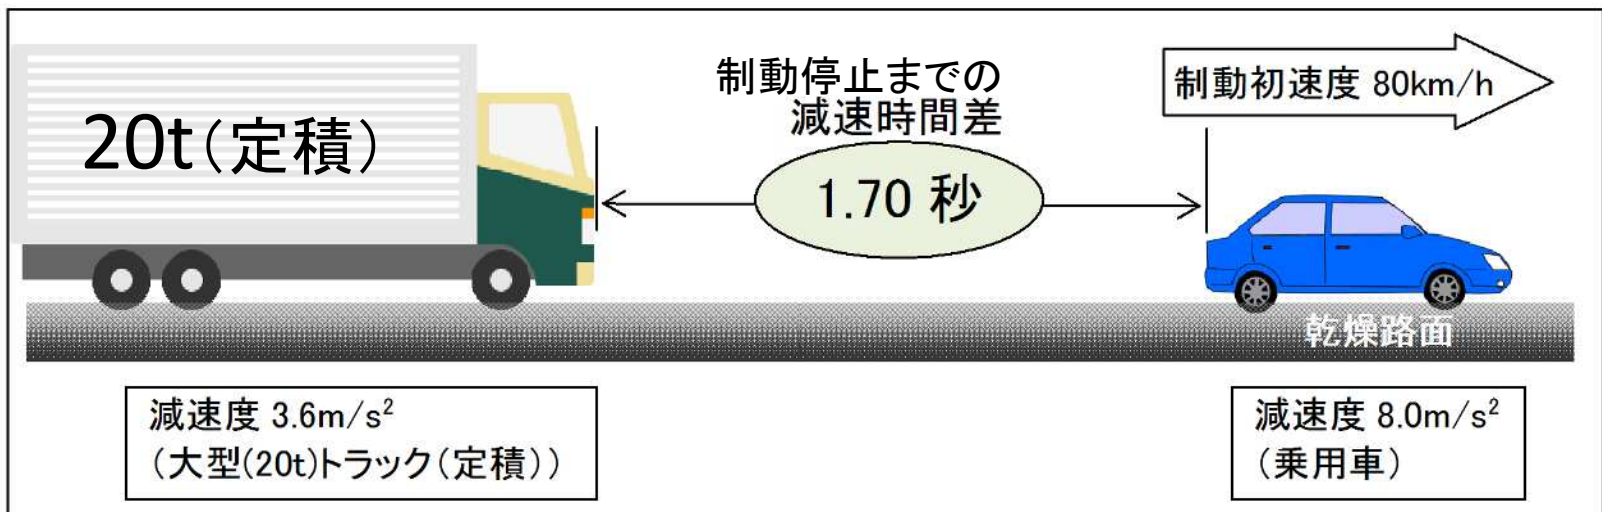 20t(定積)
制動停止までの
減速時間差
1.70 秒
制動初速度 80km/h
乾燥路面
減速度 3.6m/s²
(大型(20t)トラック(定積))
減速度 8.0m/s²
(乗用車)